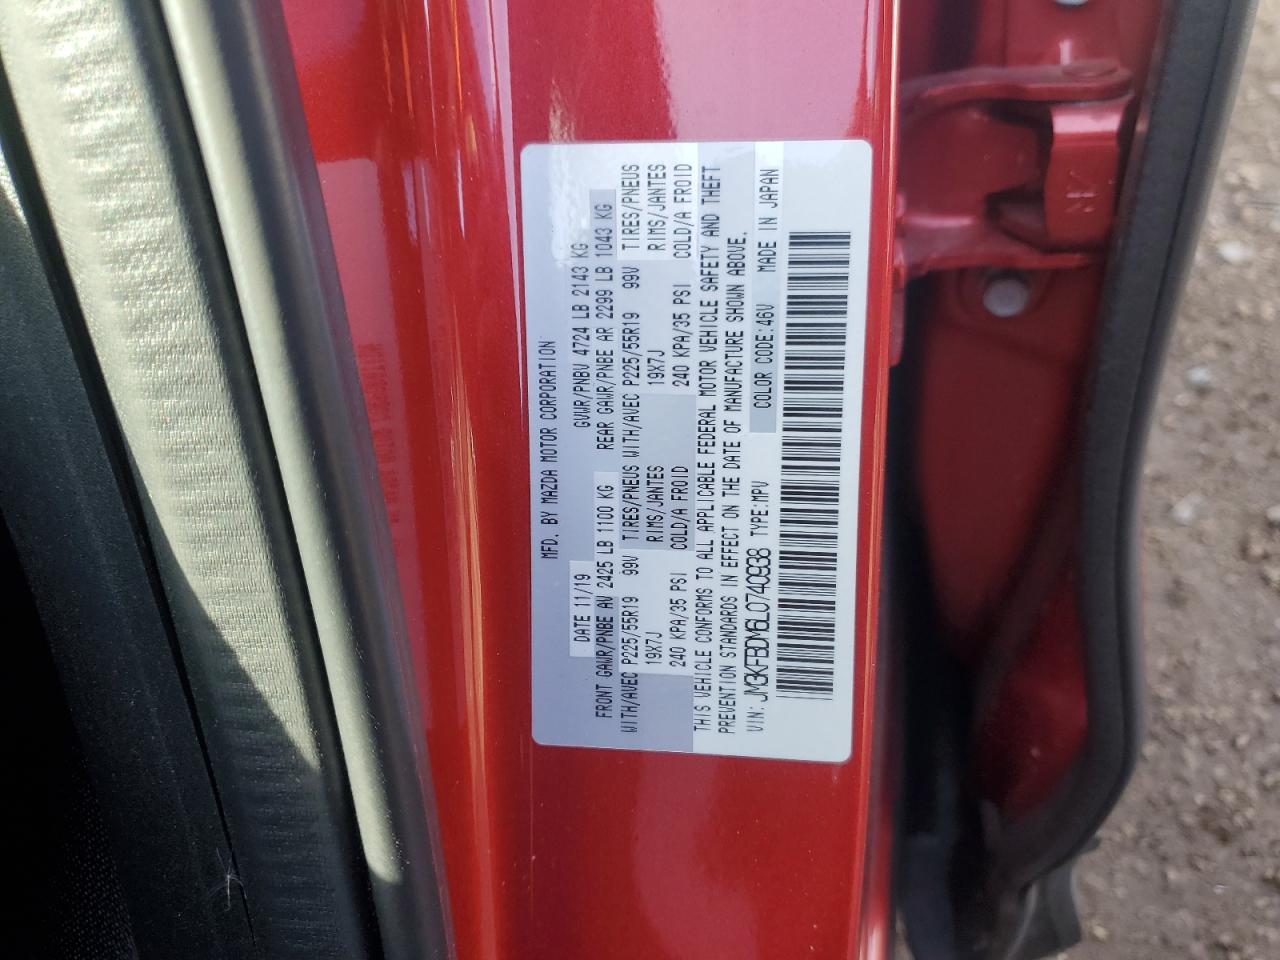 MFD. BY MAZDA MOTOR CORPORATION
DATE 11/19 GVWR/PNBV 4724 LB 2143 KG
FRONT GAWR/PNBE AV 2425 LB 1100 KG REAR GAWR/PNBE AR 2299 LB 1043 KG
WITH/AVEC P225/55R19 99V TIRES/PNEUS WITH/AVEC P225/55R19 99V TIRES/PNEUS
19X7J RIMS/JANTES 19X7J RIMS/JANTES
240 KPA/35 PSI COLD/A FROID 240 KPA/35 PSI COLD/A FROID
THIS VEHICLE CONFORMS TO ALL APPLICABLE FEDERAL MOTOR VEHICLE SAFETY AND THEFT
PREVENTION STANDARDS IN EFFECT ON THE DATE OF MANUFACTURE SHOWN ABOVE.
VIN: JM3KFBDM6L0740938 TYPE:MPV COLOR CODE:46V MADE IN JAPAN